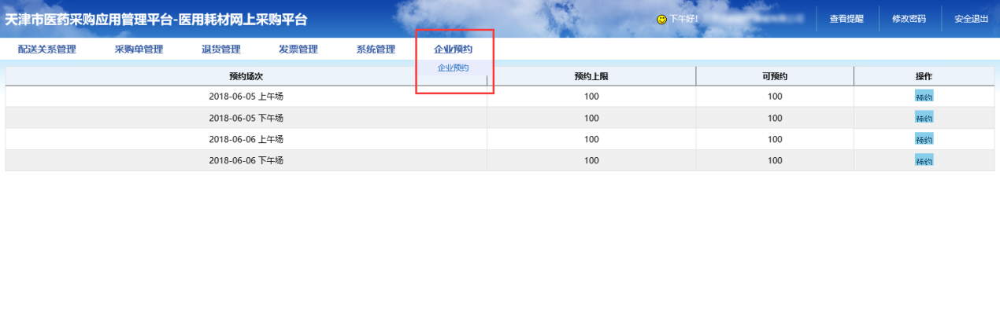 天津市医药采购应用管理平台-医用耗材网上采购平台
下午好!
查看提醒
修改密码
安全退出
配送关系管理 采购单管理 退货管理 发票管理 系统管理 企业预约
企业预约
预约场次 预约上限 可预约 操作
2018-06-05 上午场 100 100 预约
2018-06-05 下午场 100 100 预约
2018-06-06 上午场 100 100 预约
2018-06-06 下午场 100 100 预约